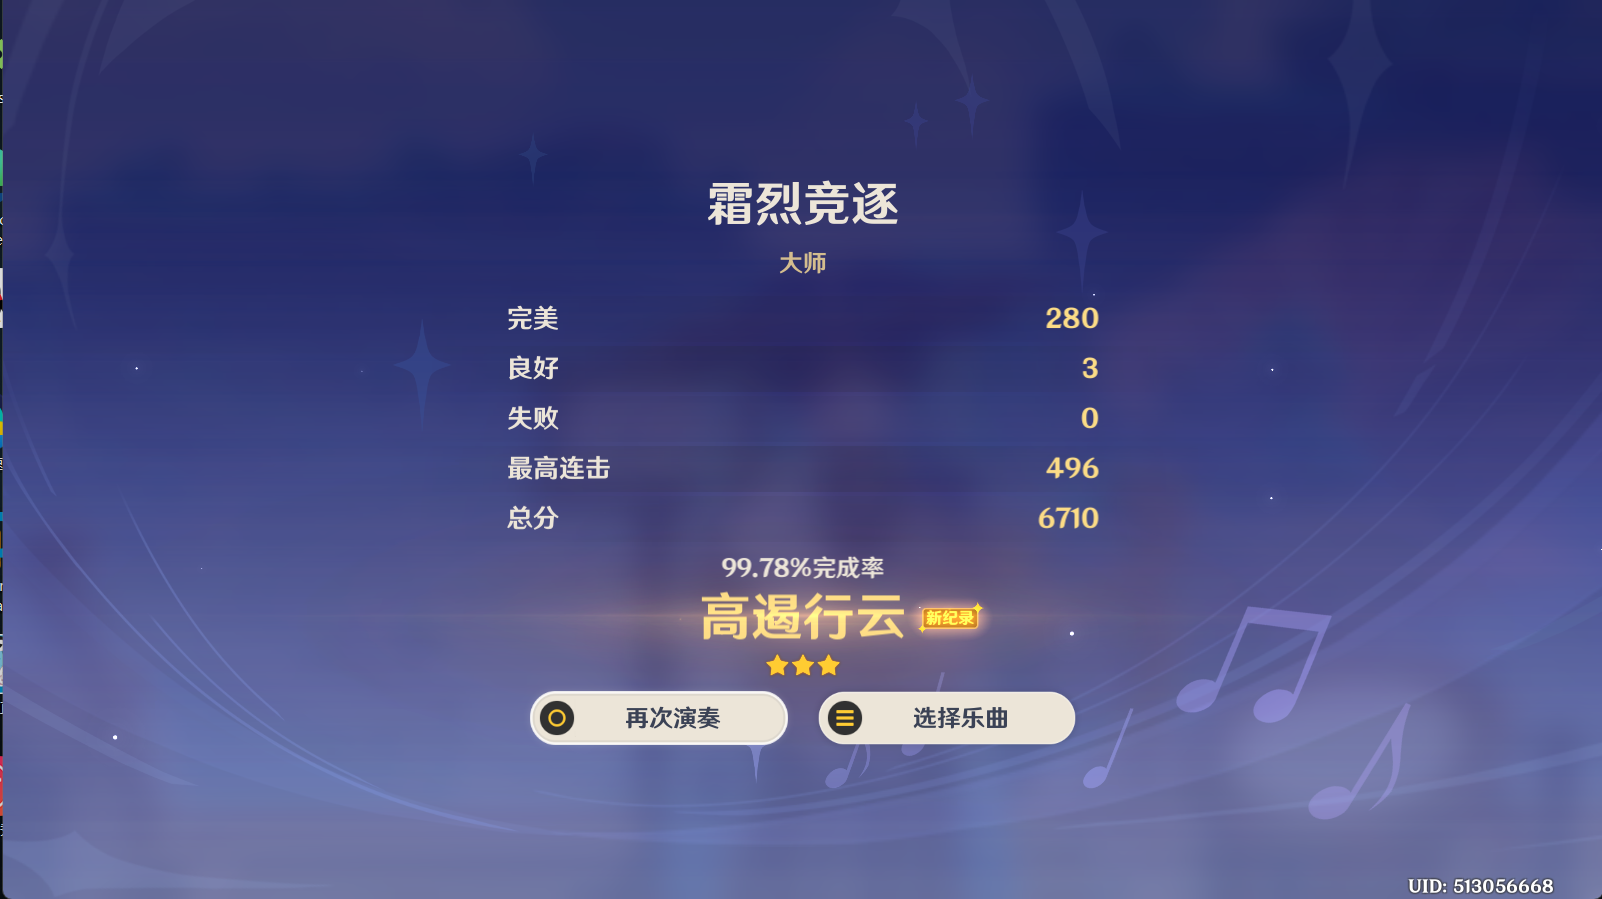 霜烈竞逐
大师
完美 280
良好 3
失败 0
最高连击 496
总分 6710
99.78%完成率
高遏行云 新纪录
再次演奏 选择乐曲
UID: 513056668